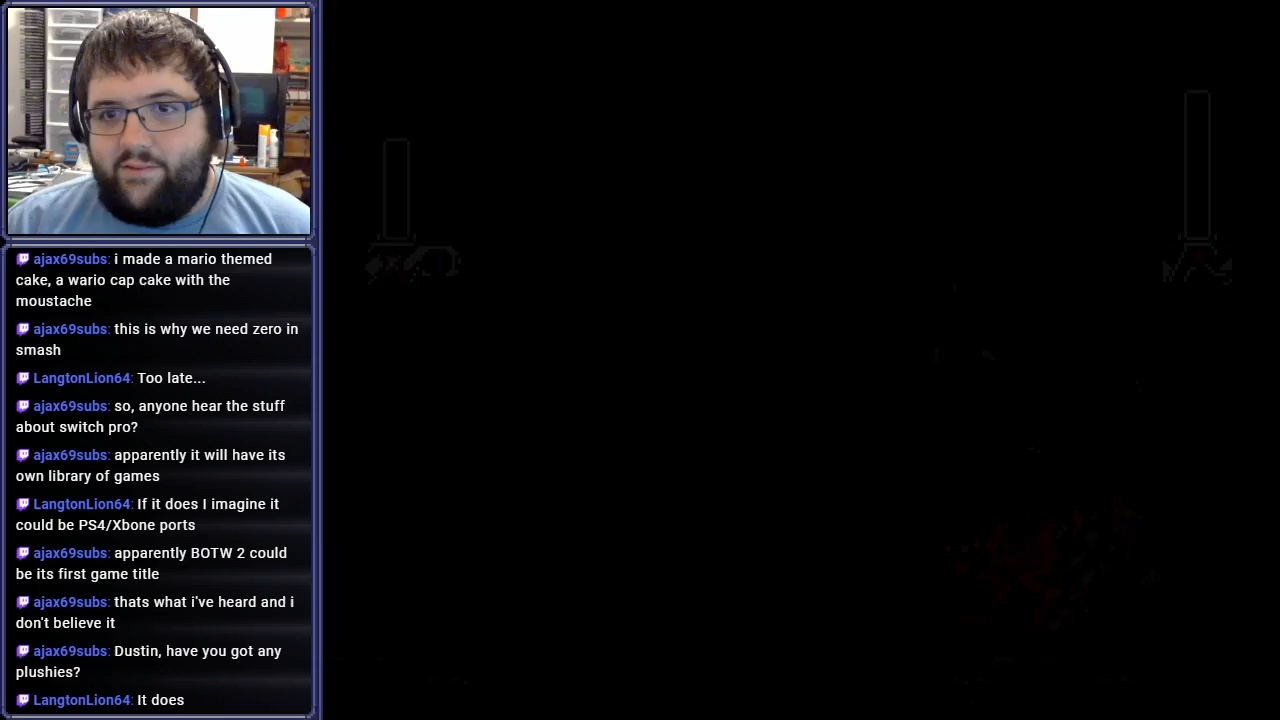 ajax69subs: i made a mario themed
cake, a wario cap cake with the
moustache
ajax69subs: this is why we need zero in
smash
LangtonLion64: Too late...
ajax69subs: so, anyone hear the stuff
about switch pro?
ajax69subs: apparently it will have its
own library of games
LangtonLion64: If it does I imagine it
could be PS4/Xbone ports
ajax69subs: apparently BOTW 2 could
be its first game title
ajax69subs: thats what i've heard and i
don't believe it
ajax69subs: Dustin, have you got any
plushies?
LangtonLion64: It does